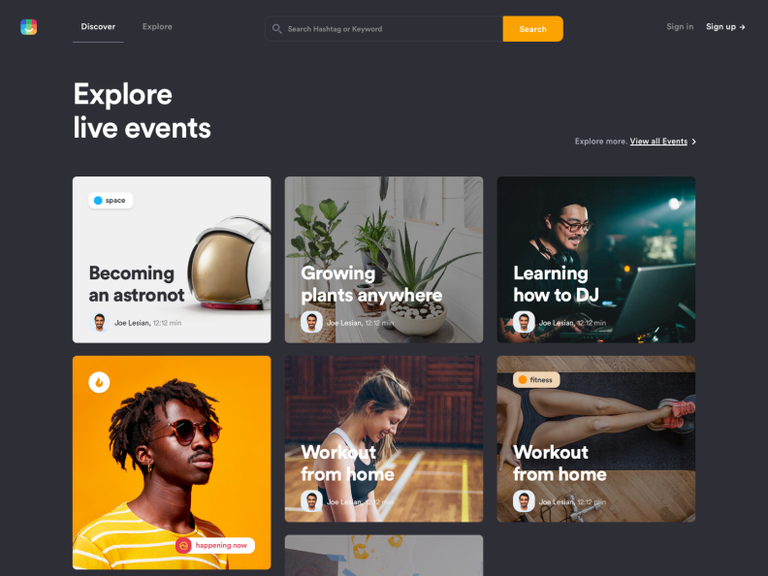 Discover
Explore
Search Hashtag or Keyword
Search
Sign in
Sign up →
Explore
live events
Explore more. View all Events >
space
Becoming
an astronot
Joe Lesian, 12:12 min
Growing
plants anywhere
Joe Lesian, 12:12 min
Learning
how to DJ
Joe Lesian, 12:12 min
happening now
Workout
from home
Joe Lesian, 12:12 min
fitness
Workout
from home
Joe Lesian, 12:12 min